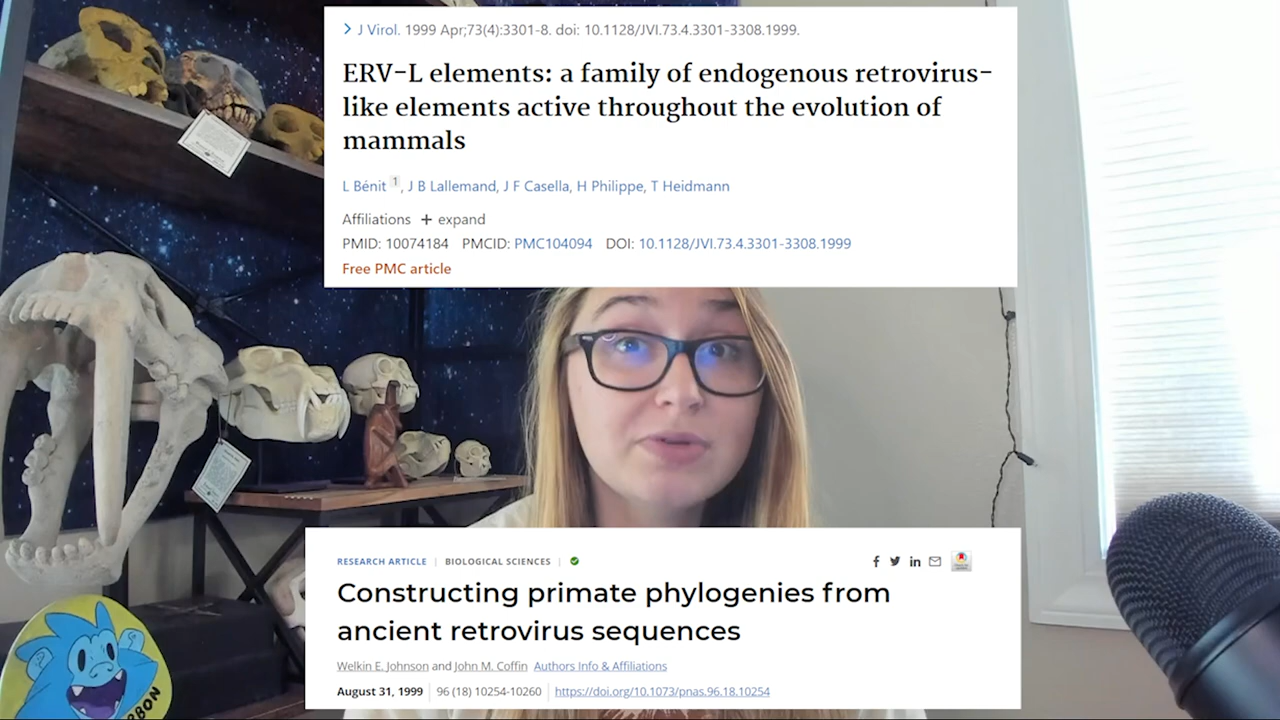 J Virol. 1999 Apr;73(4):3301-8. doi: 10.1128/JVI.73.4.3301-3308.1999.
ERV-L elements: a family of endogenous retrovirus-
like elements active throughout the evolution of
mammals
L Bénit 1, J B Lallemand, J F Casella, H Philippe, T Heidmann
Affiliations + expand
PMID: 10074184 PMCID: PMC104094 DOI: 10.1128/JVI.73.4.3301-3308.1999
Free PMC article
RESEARCH ARTICLE | BIOLOGICAL SCIENCES |
Constructing primate phylogenies from
ancient retrovirus sequences
Welkin E. Johnson and John M. Coffin Authors Info & Affiliations
August 31, 1999 | 96 (18) 10254-10260 | https://doi.org/10.1073/pnas.96.18.10254